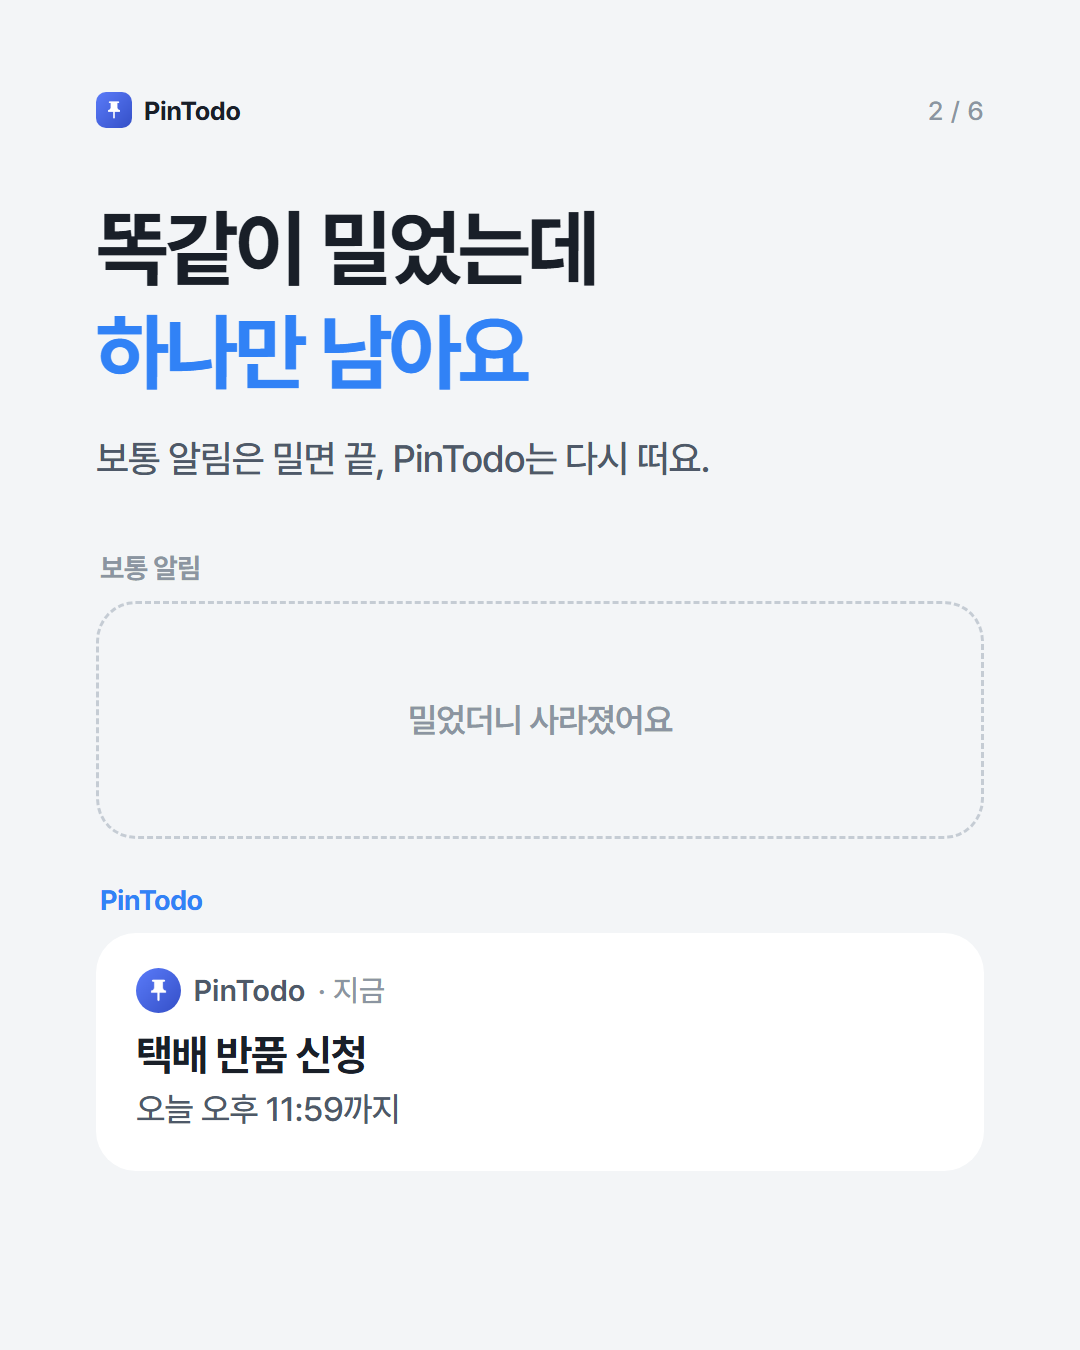 PinTodo
2 / 6
똑같이 밀었는데
하나만 남아요
보통 알림은 밀면 끝, PinTodo는 다시 떠요.
보통 알림
밀었더니 사라졌어요
PinTodo
PinTodo · 지금
택배 반품 신청
오늘 오후 11:59까지